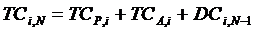 TC_{i,N} = TC_{P,i} + TC_{A,i} + DC_{i,N-1}